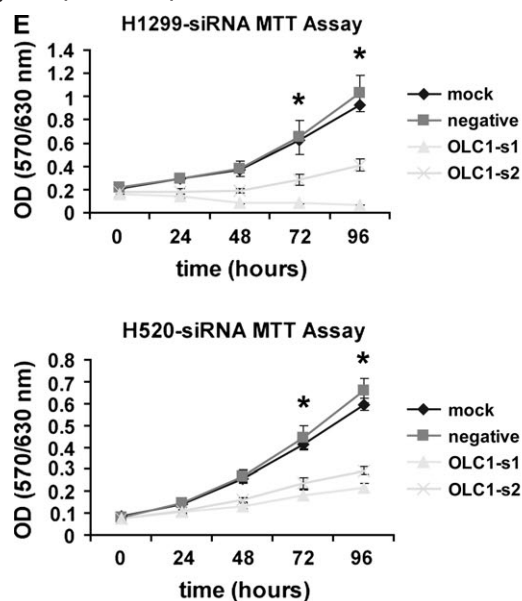 E
H1299-siRNA MTT Assay
1.4
1.2
1
0.8
0.6
0.4
0.2
0
OD (570/630 nm)
* *
0 24 48 72 96
time (hours)
mock
negative
OLC1-s1
OLC1-s2
H520-siRNA MTT Assay
0.8
0.7
0.6
0.5
0.4
0.3
0.2
0.1
0
OD (570/630 nm)
* *
0 24 48 72 96
time (hours)
mock
negative
OLC1-s1
OLC1-s2